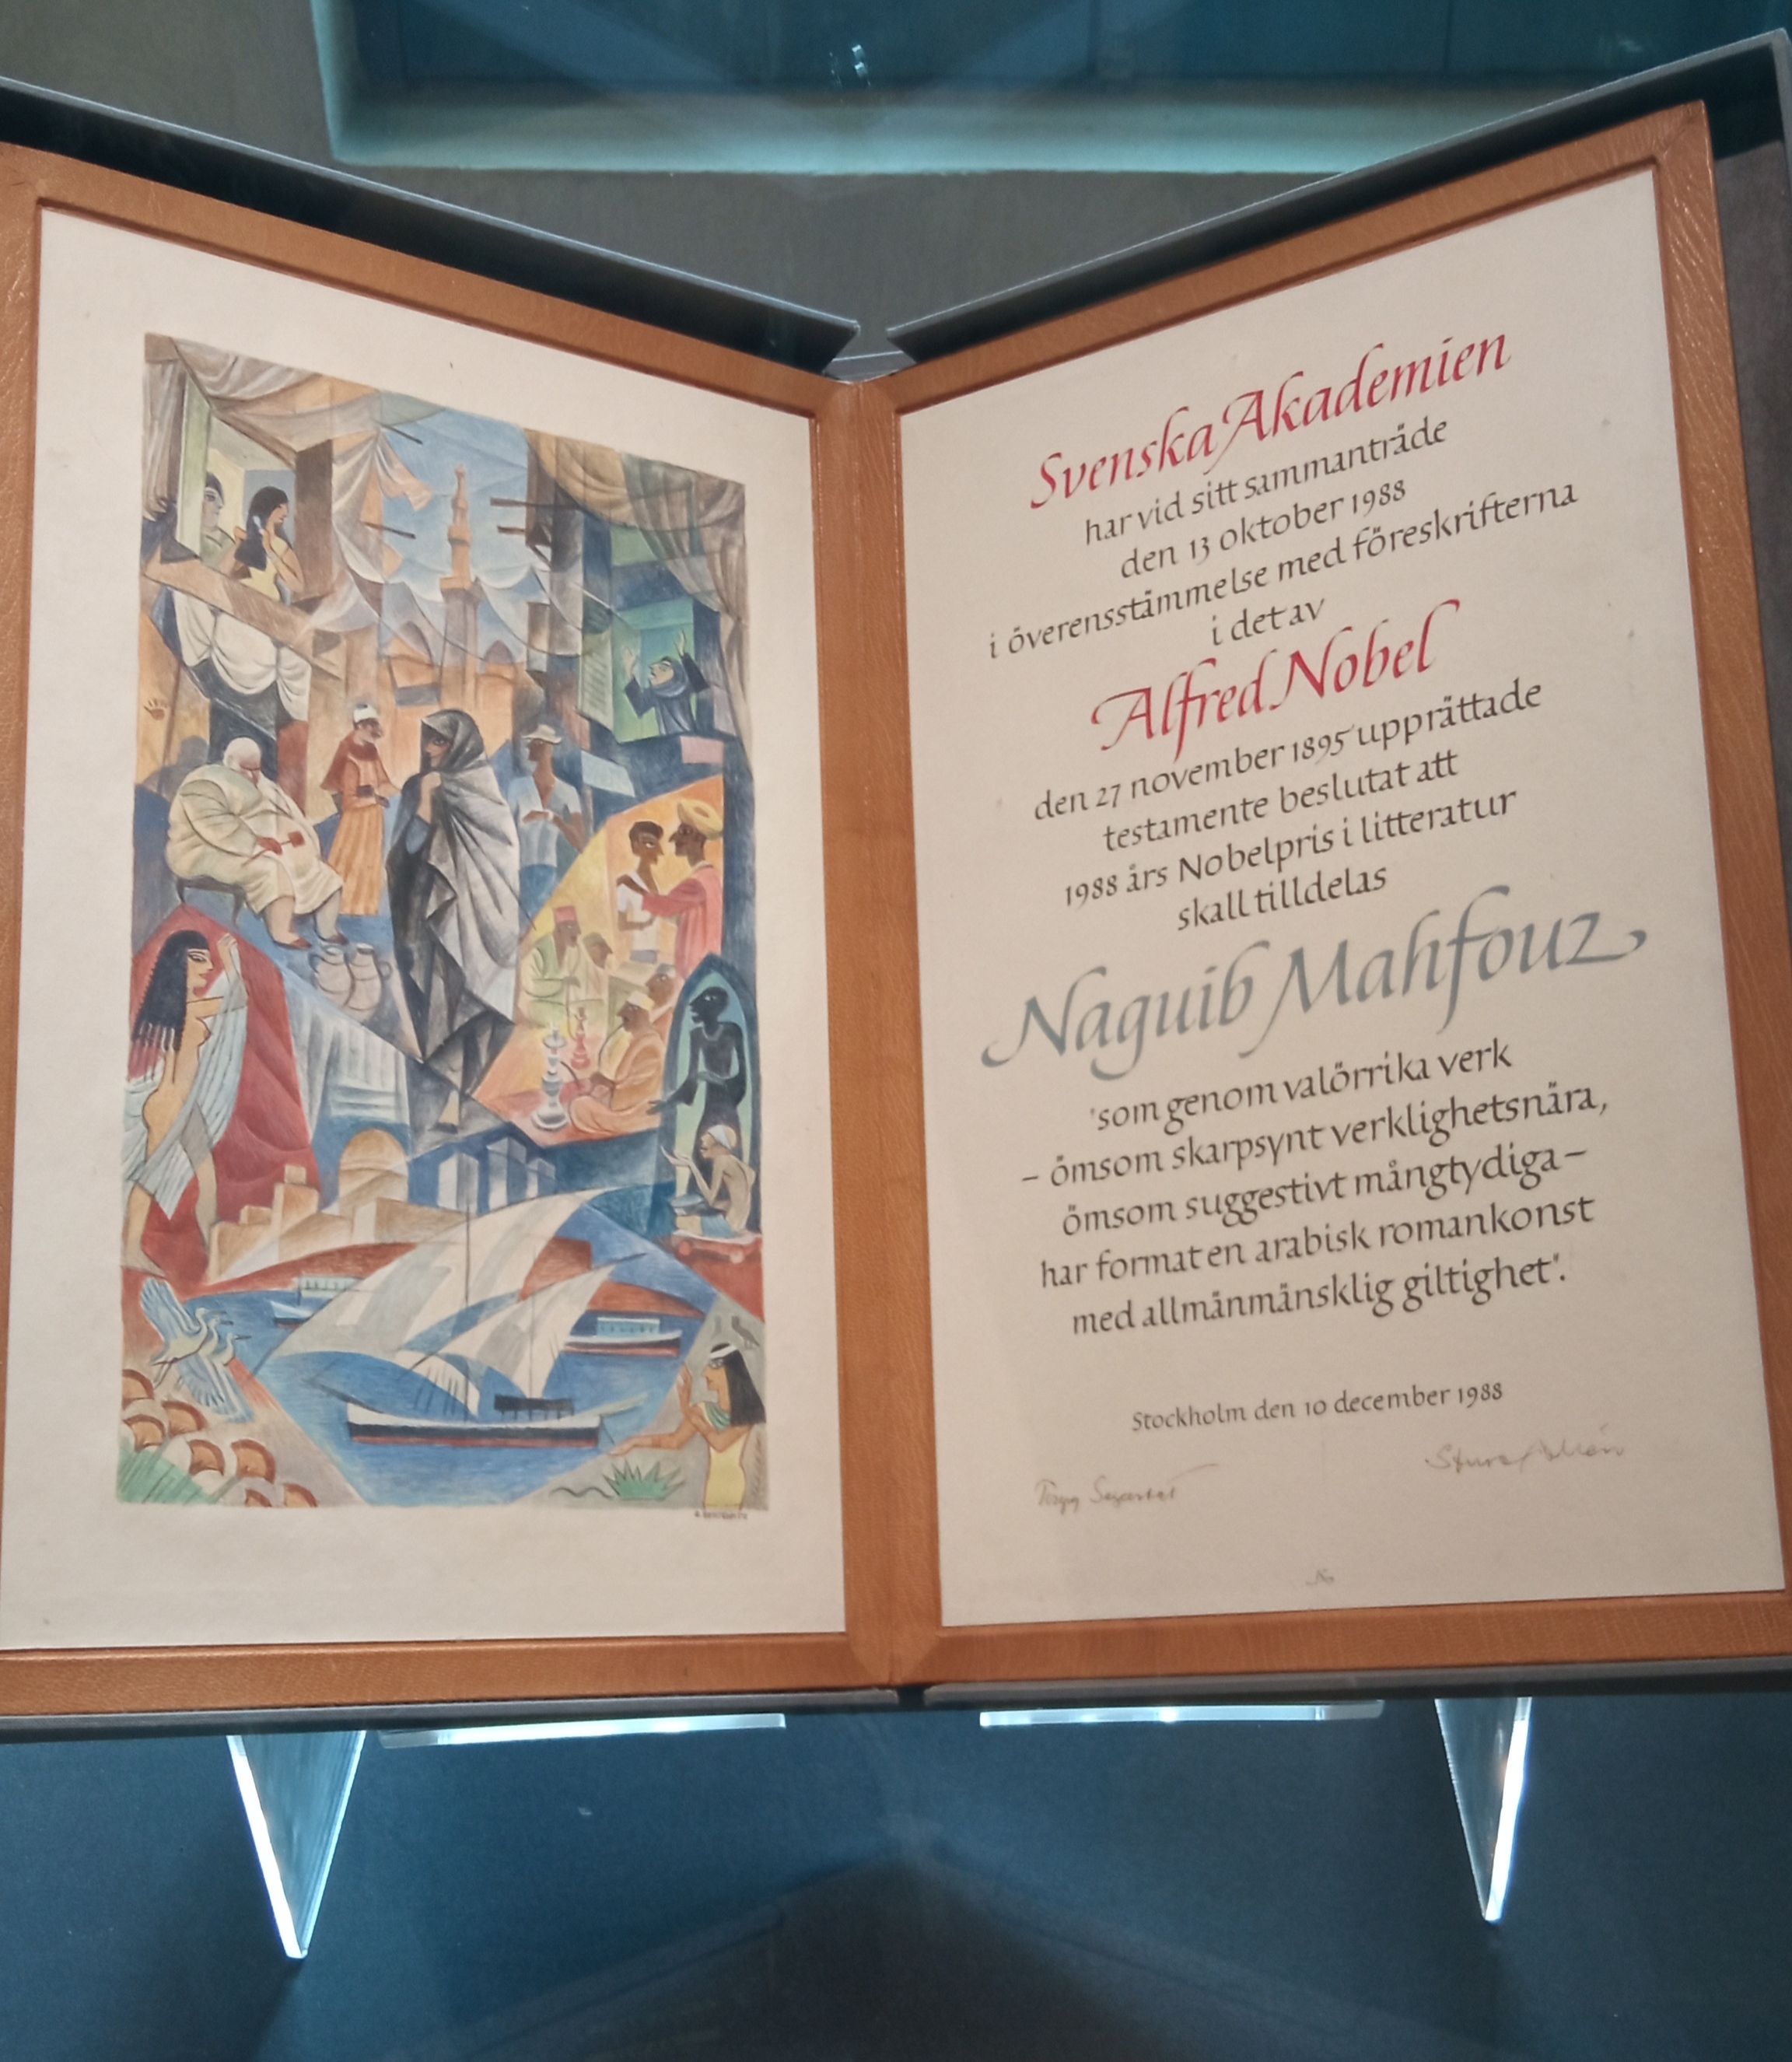 Svenska Akademien
har vid sitt sammanträde
den 13 oktober 1988
i överensstämmelse med föreskrifterna
i det av
Alfred Nobel
den 27 november 1895 upprättade
testamente beslutat att
1988 års Nobelpris i litteratur
skall tilldelas
Naguib Mahfouz
'som genom valörrika verk
– ömsom skarpsynt verklighetsnära,
ömsom suggestivt mångtydiga –
har format en arabisk romankonst
med allmänmänsklig giltighet'.
Stockholm den 10 december 1988
Sture Allén